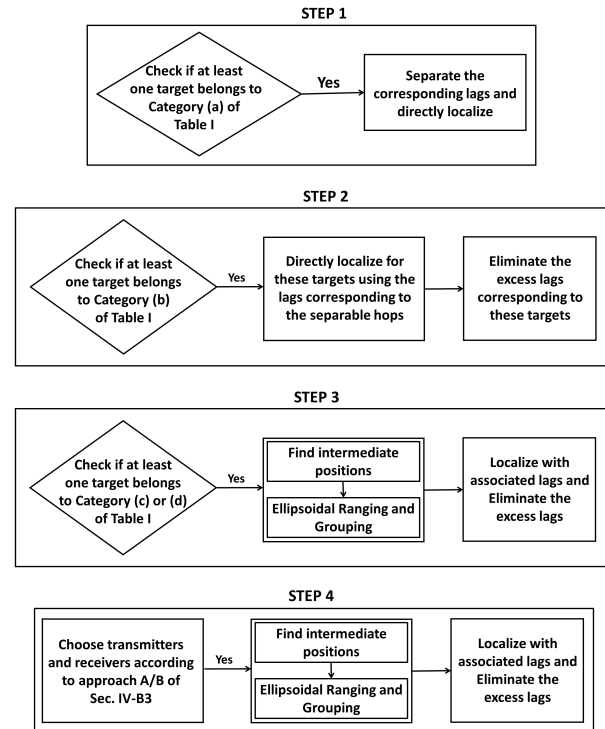 STEP 1
Check if at least
one target belongs to
Category (a) of
Table I
Yes
Separate the
corresponding lags and
directly localize
STEP 2
Check if at least
one target belongs
to Category (b)
of Table I
Yes
Directly localize for
these targets using the
lags corresponding to
the separable hops
Eliminate the
excess lags
corresponding to
these targets
STEP 3
Check if at least
one target belongs
to Category (c) or (d)
of Table I
Yes
Find intermediate
positions
Ellipsoidal Ranging and
Grouping
Localize with
associated lags and
Eliminate the
excess lags
STEP 4
Choose transmitters
and receivers according
to approach A/B of
Sec. IV-B3
Yes
Find intermediate
positions
Ellipsoidal Ranging and
Grouping
Localize with
associated lags and
Eliminate the
excess lags